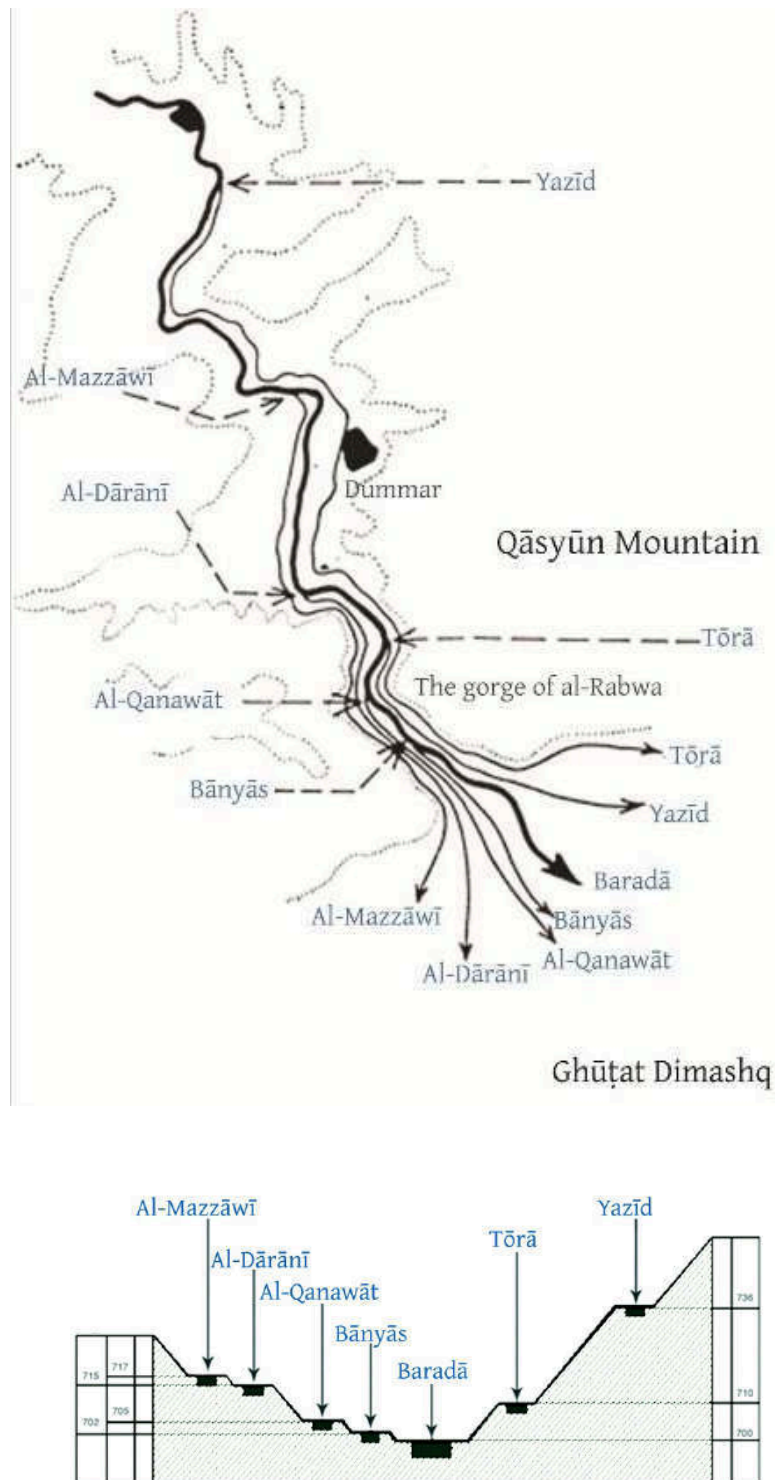 Yazīd
Al-Mazzāwī
Al-Dārānī
Dummar
Qāsyūn Mountain
Tōrā
Al-Qanawāt
The gorge of al-Rabwa
Bānyās
Tōrā
Yazīd
Baradā
Al-Mazzāwī
Bānyās
Al-Dārānī
Al-Qanawāt
Ghūṭat Dimashq
Al-Mazzāwī
Yazīd
Al-Dārānī
Tōrā
Al-Qanawāt
Bānyās
Baradā
736
717
715
710
705
702
700